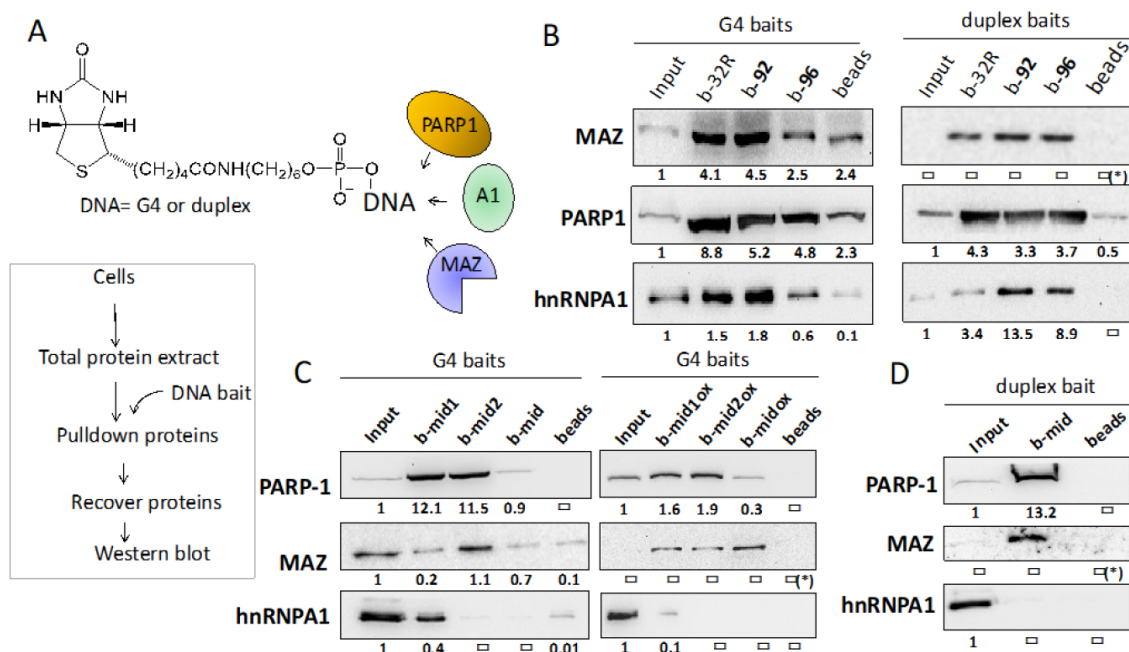 A
O
NH
HN
H
H
S
(CH₂)₄CONH(CH₂)₆O—P—O
O
O⁻
DNA
DNA= G4 or duplex
PARP1
A1
MAZ
Cells
Total protein extract
DNA bait
Pulldown proteins
Recover proteins
Western blot
B
G4 baits
duplex baits
Input b-32R b-92 b-96 beads
Input b-32R b-92 b-96 beads
MAZ
1 4.1 4.5 2.5 2.4
▭ ▭ ▭ ▭ ▭(*)
PARP1
1 8.8 5.2 4.8 2.3
1 4.3 3.3 3.7 0.5
hnRNPA1
1 1.5 1.8 0.6 0.1
1 3.4 13.5 8.9 ▭
C
G4 baits
G4 baits
Input b-mid1 b-mid2 b-mid beads
Input b-mid1ox b-mid2ox b-midox beads
PARP-1
1 12.1 11.5 0.9 ▭
1 1.6 1.9 0.3 ▭
MAZ
1 0.2 1.1 0.7 0.1
▭ ▭ ▭ ▭ ▭(*)
hnRNPA1
1 0.4 ▭ ▭ 0.01
1 0.1 ▭ ▭ ▭
D
duplex bait
Input b-mid beads
PARP-1
1 13.2 ▭
MAZ
▭ ▭ ▭(*)
hnRNPA1
1 ▭ ▭